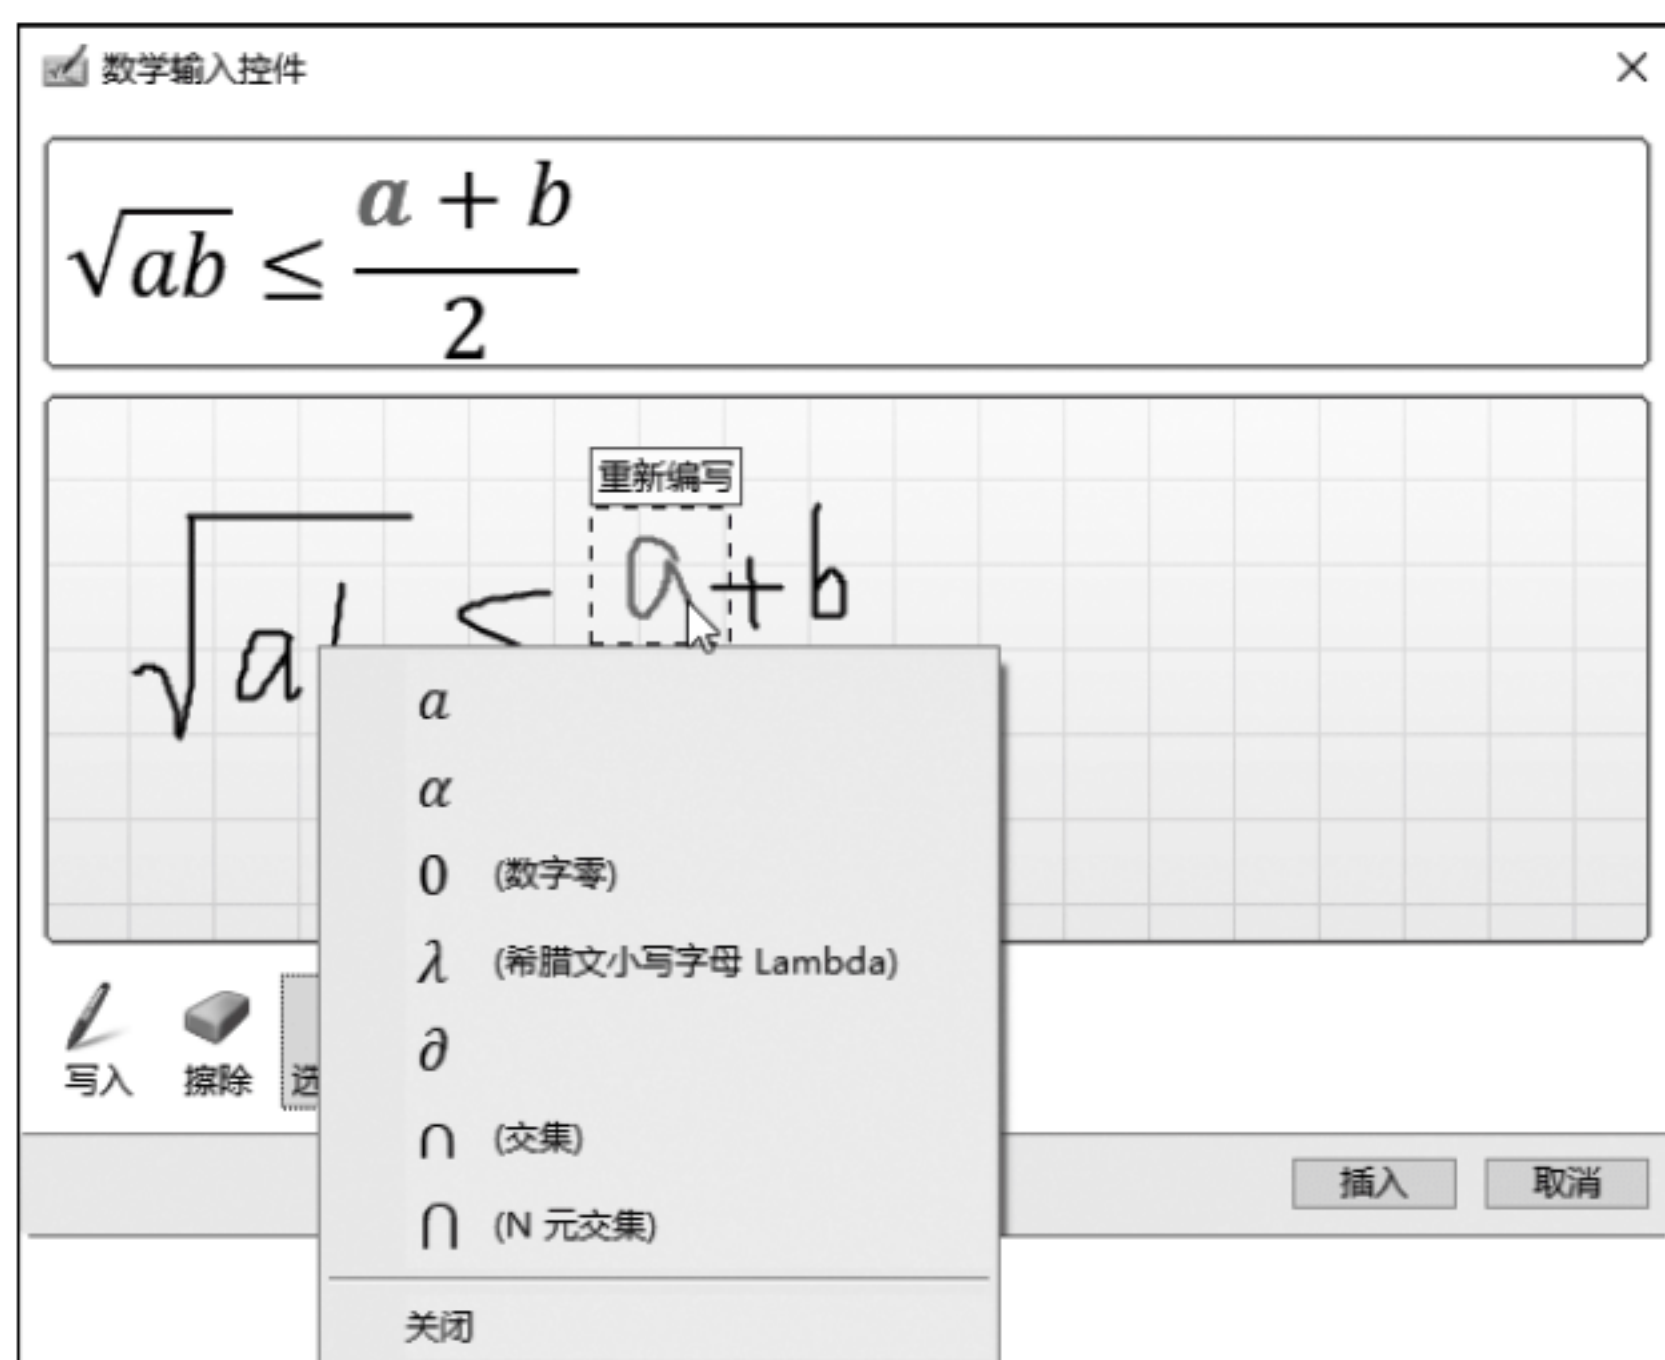 数学输入控件
√ab ≤ (a + b)/2
重新编写
√a < a+b
a
α
0 (数字零)
λ (希腊文小写字母 Lambda)
∂
∩ (交集)
⋂ (N 元交集)
关闭
写入 擦除 选
插入 取消